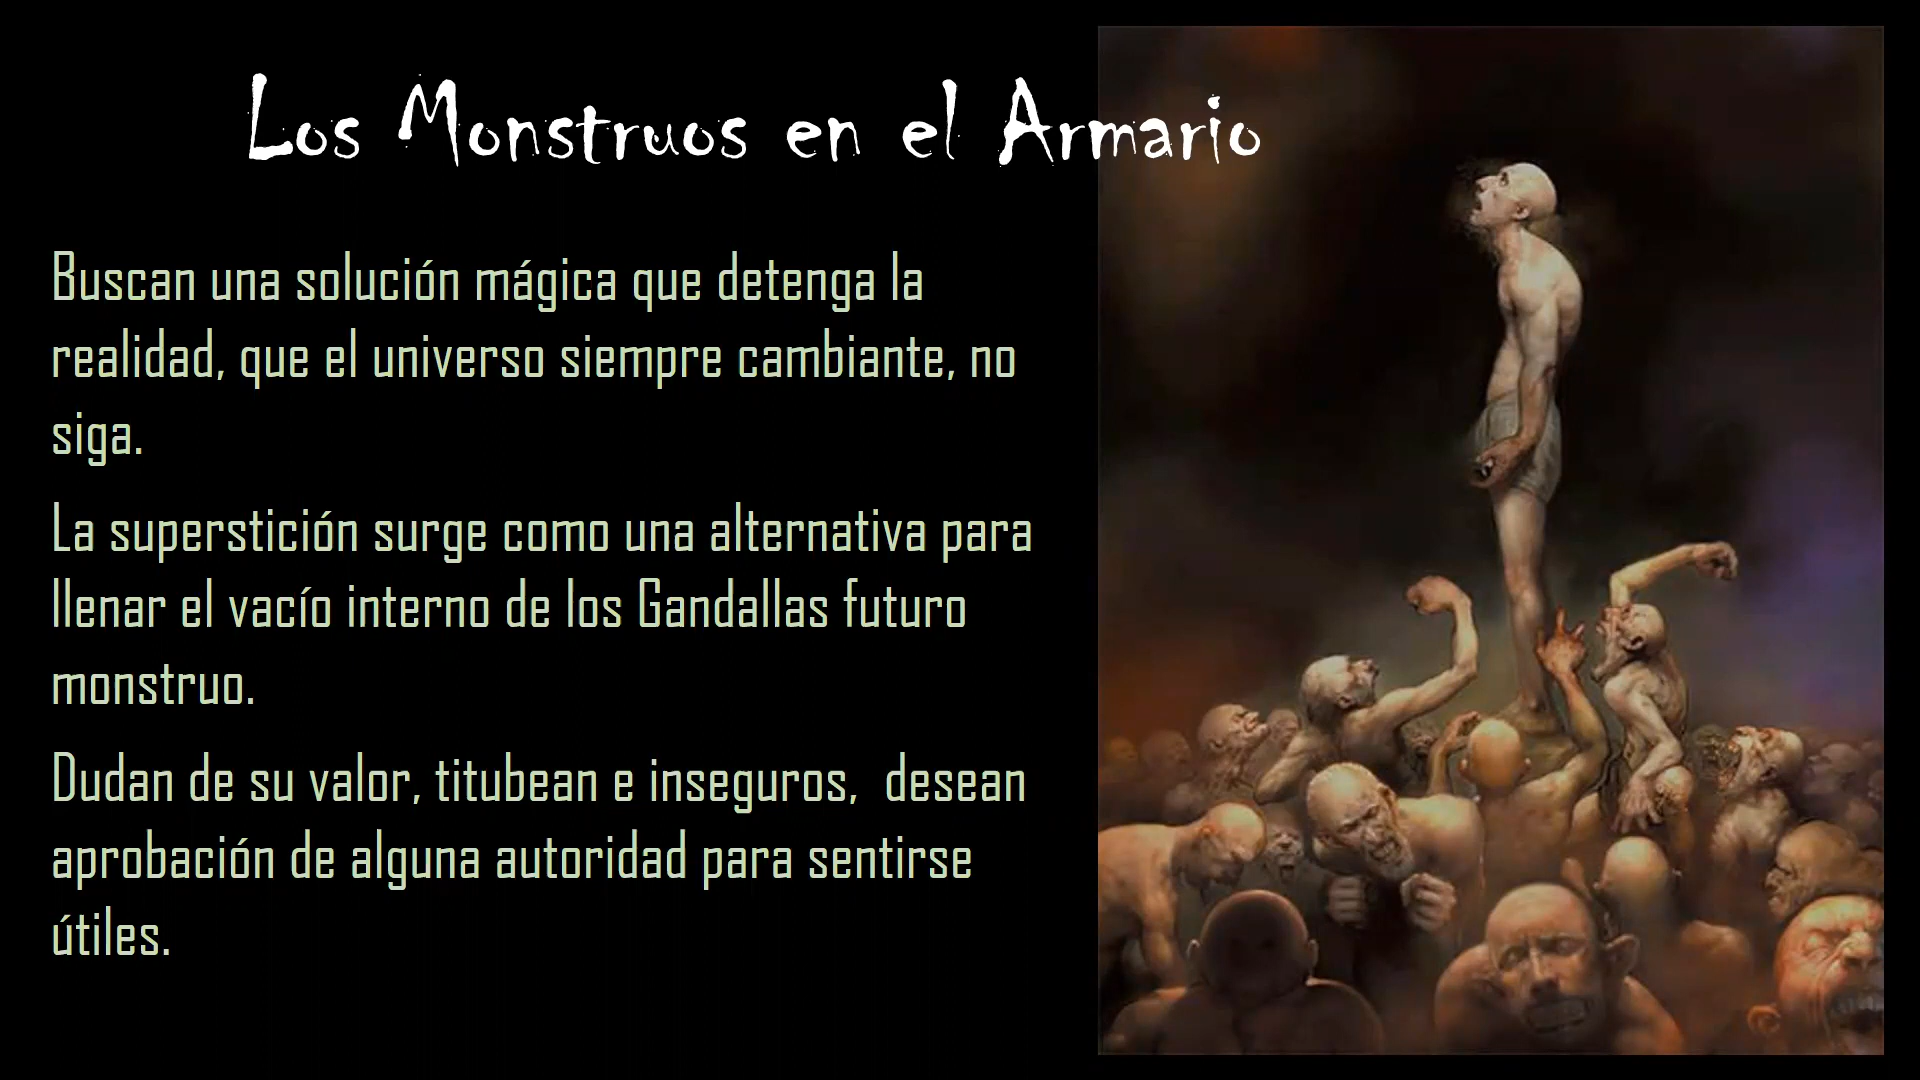 Los Monstruos en el Armario
Buscan una solución mágica que detenga la
realidad, que el universo siempre cambiante, no
siga.
La superstición surge como una alternativa para
llenar el vacío interno de los Gandallas futuro
monstruo.
Dudan de su valor, titubean e inseguros,  desean
aprobación de alguna autoridad para sentirse
útiles.